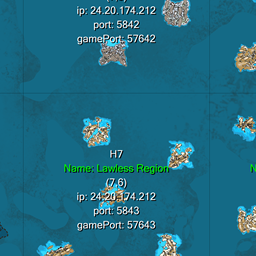 ip: 24.20.174.212
port: 5842
gamePort: 57642
H7
Name: Lawless Region
(7,6)
ip: 24.20.174.212
port: 5843
gamePort: 57643